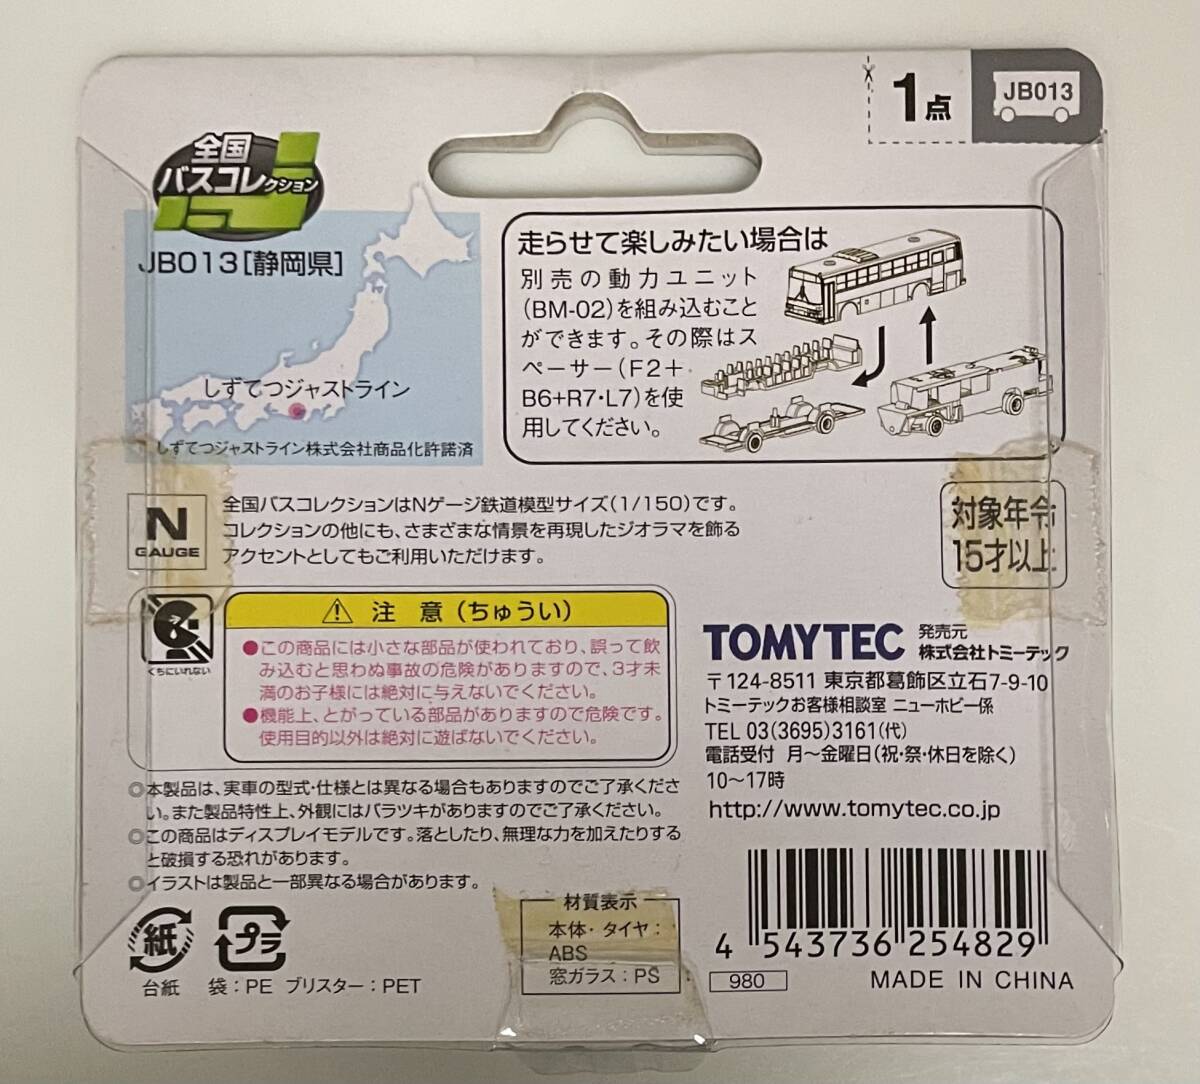 1点
JB013
全国
バスコレクション
JB013[静岡県]
しずてつジャストライン
しずてつジャストライン株式会社商品化許諾済
走らせて楽しみたい場合は
別売の動力ユニット
(BM-02)を組み込むこと
ができます。その際はス
ペーサー(F2+
B6+R7・L7)を使
用してください。
N
GAUGE
全国バスコレクションはNゲージ鉄道模型サイズ(1/150)です。
コレクションの他にも、さまざまな情景を再現したジオラマを飾る
アクセントとしてもご利用いただけます。
対象年令
15才以上
くちにいれない
注 意(ちゅうい)
●この商品には小さな部品が使われており、誤って飲
み込むと思わぬ事故の危険がありますので、3才未
満のお子様には絶対に与えないでください。
●機能上、とがっている部品がありますので危険です。
使用目的以外は絶対に遊ばないでください。
TOMYTEC 発売元
株式会社トミーテック
〒124-8511 東京都葛飾区立石7-9-10
トミーテックお客様相談室 ニューホビー係
TEL 03(3695)3161(代)
電話受付 月〜金曜日(祝・祭・休日を除く)
10〜17時
http://www.tomytec.co.jp
◎本製品は、実車の型式・仕様とは異なる場合もありますのでご了承くださ
い。また製品特性上、外観にはバラツキがありますのでご了承ください。
◎この商品はディスプレイモデルです。落としたり、無理な力を加えたりする
と破損する恐れがあります。
◎イラストは製品と一部異なる場合があります。
紙
プラ
台紙 袋:PE ブリスター:PET
材質表示
本体・タイヤ:
ABS
窓ガラス:PS
4 543736 254829
980
MADE IN CHINA